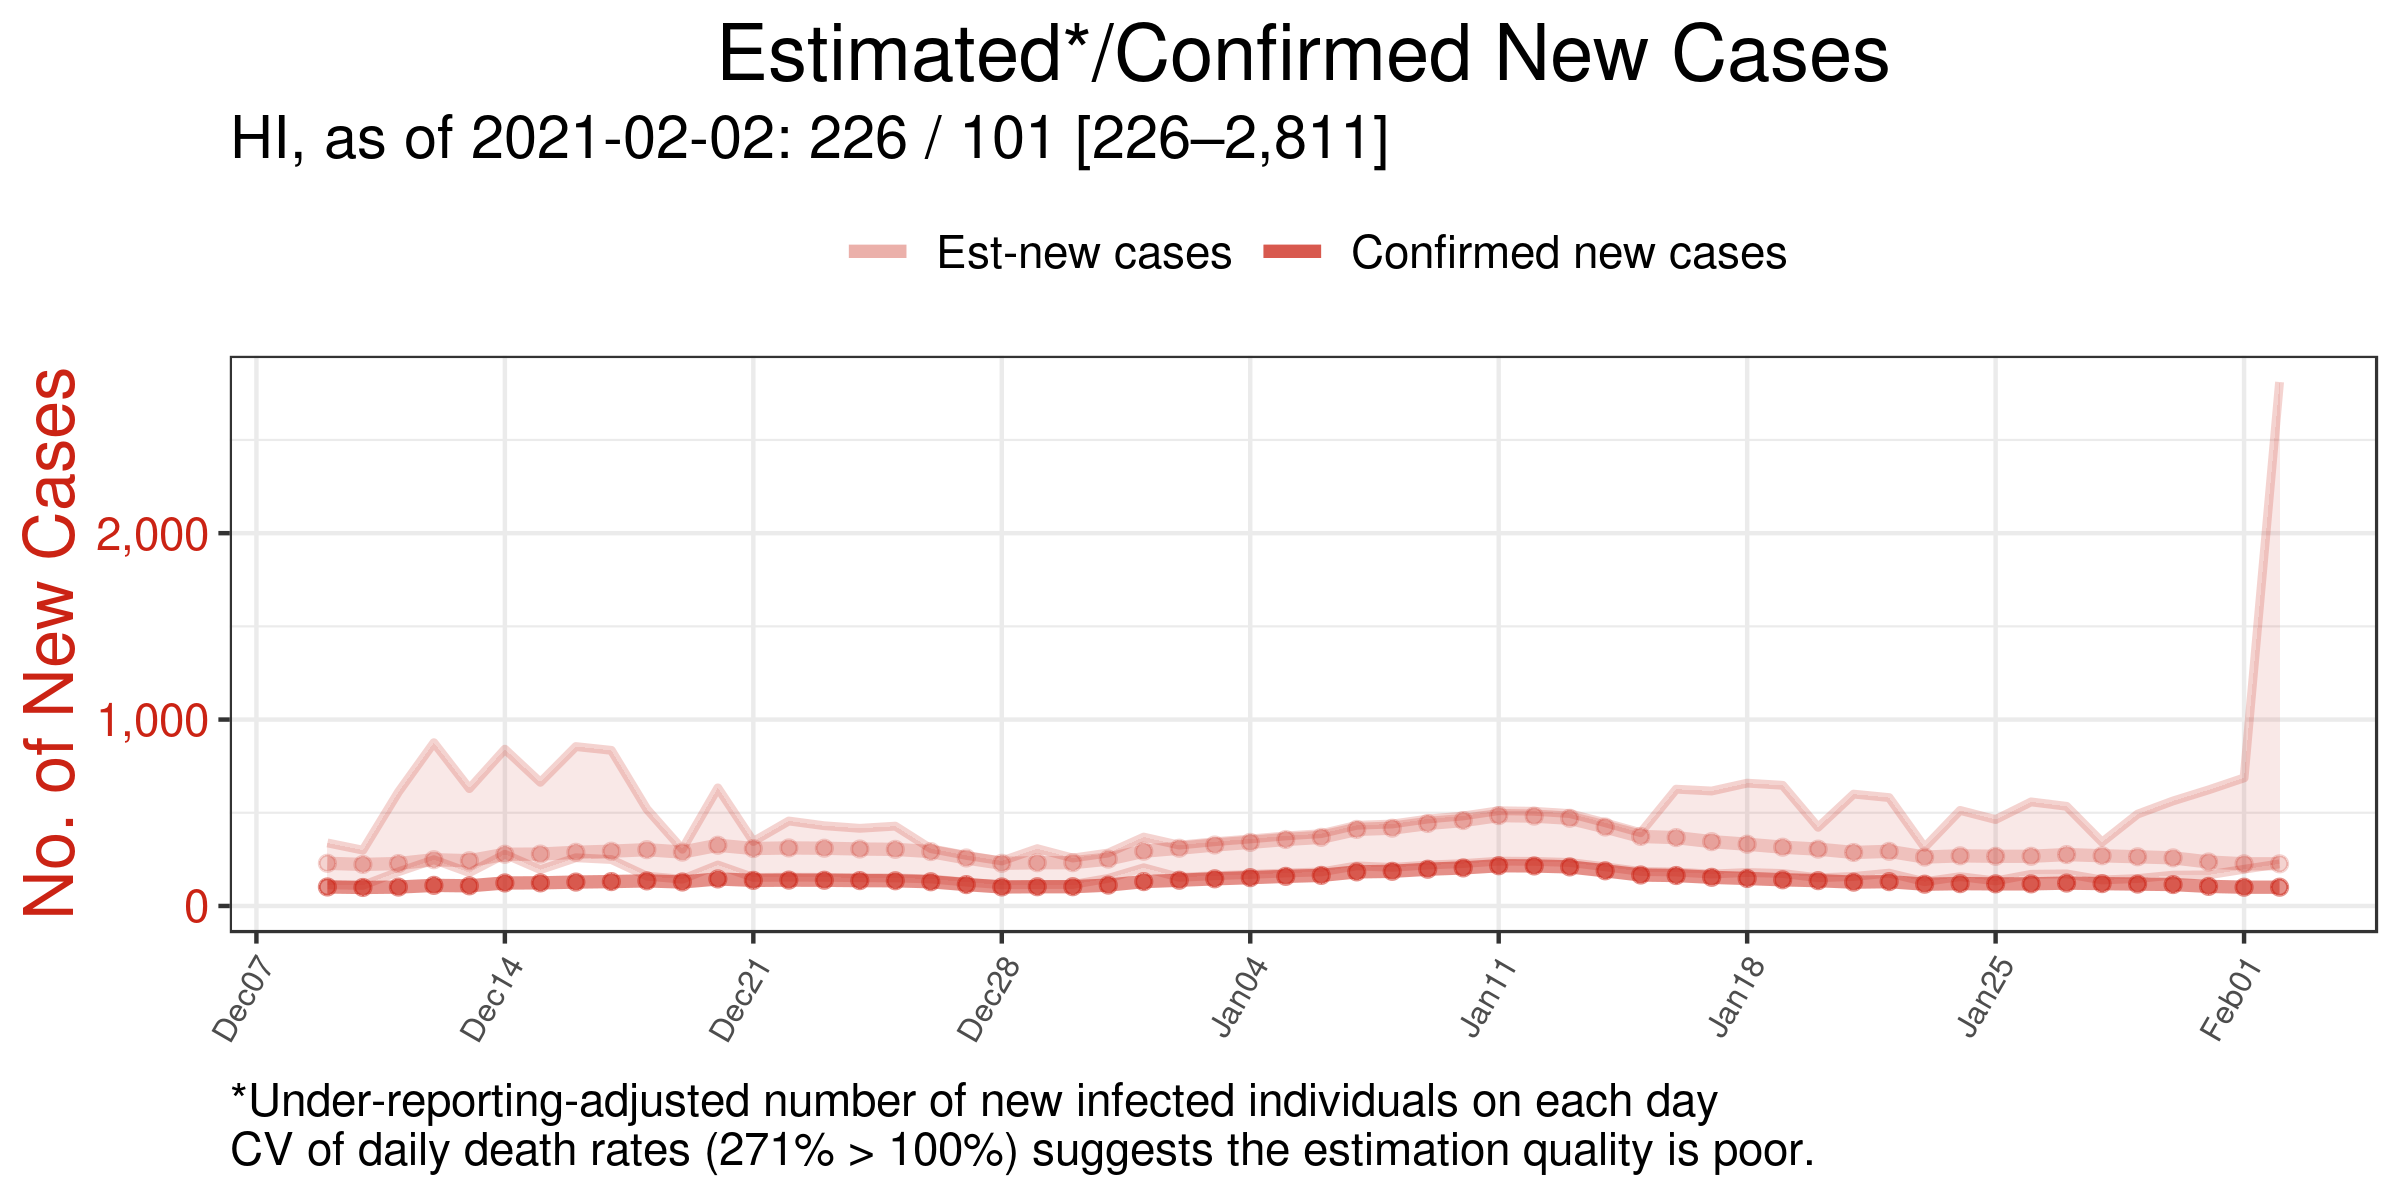 Estimated*/Confirmed New Cases
HI, as of 2021-02-02: 226 / 101 [226–2,811]
Est-new cases Confirmed new cases
No. of New Cases
2,000
1,000
0
Dec07 Dec14 Dec21 Dec28 Jan04 Jan11 Jan18 Jan25 Feb01
*Under-reporting-adjusted number of new infected individuals on each day
CV of daily death rates (271% > 100%) suggests the estimation quality is poor.